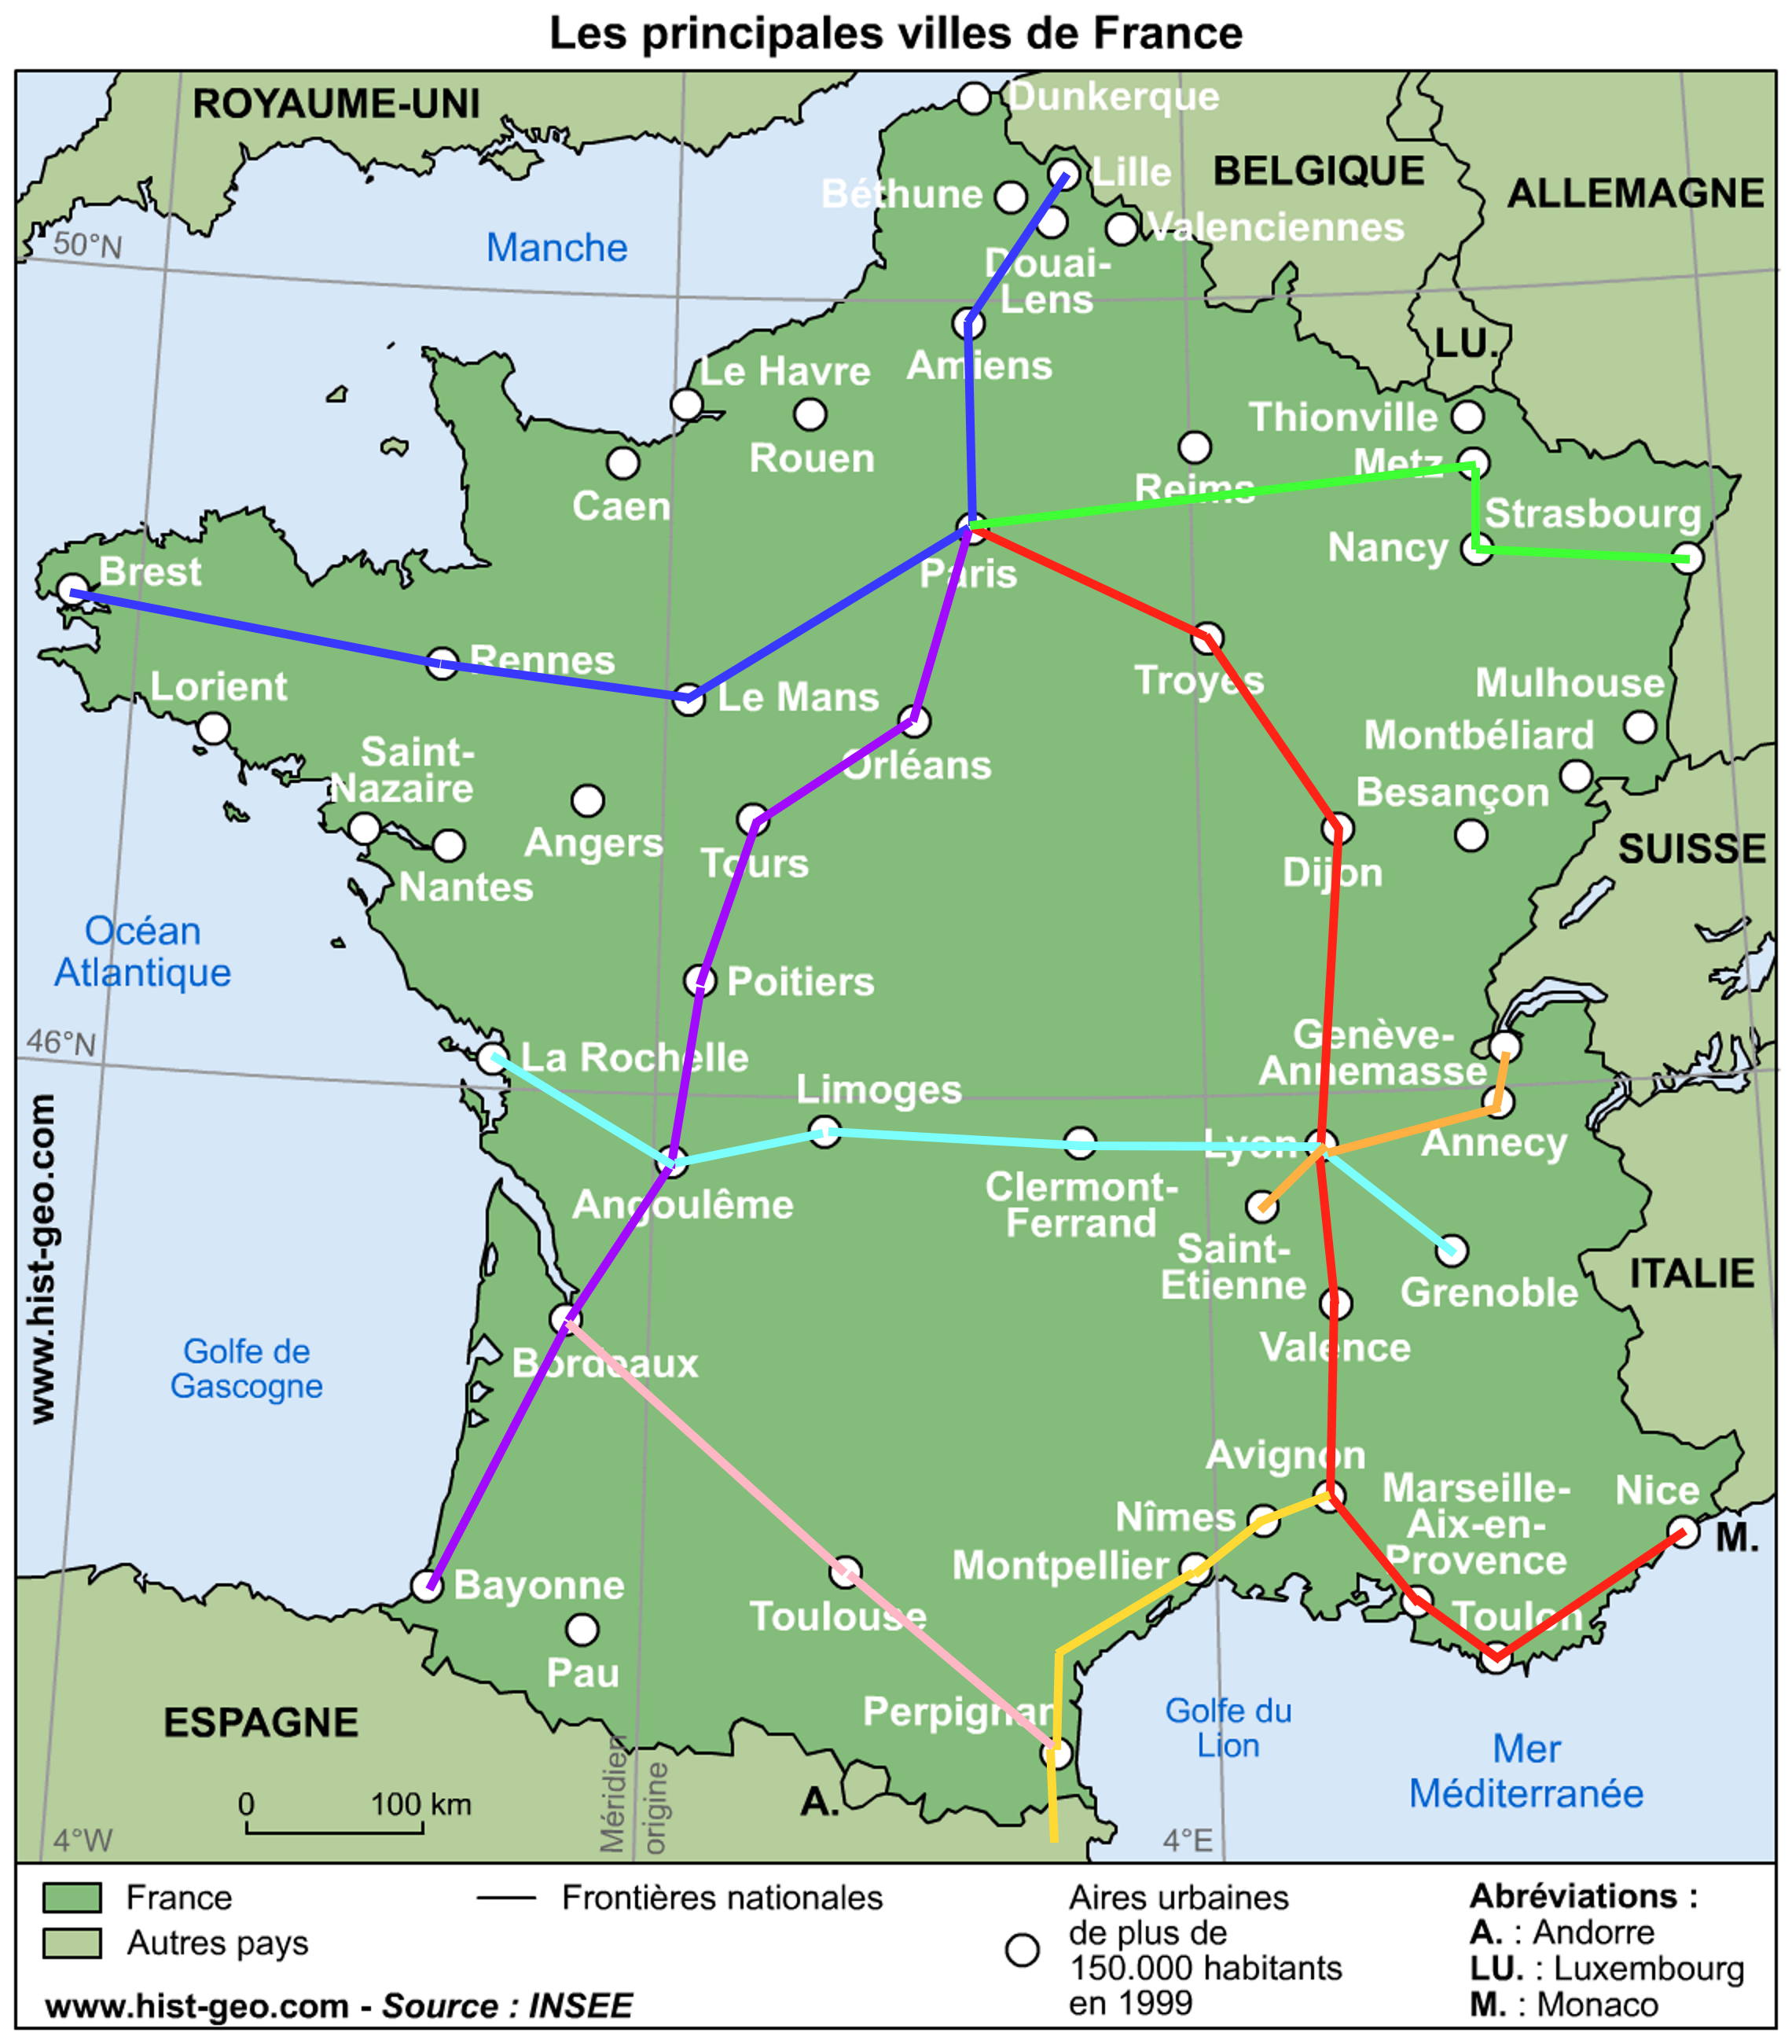 Les principales villes de France
ROYAUME-UNI
Dunkerque
BELGIQUE
ALLEMAGNE
Lille
Béthune
Valenciennes
Douai-
Lens
50°N
Manche
Amiens
LU.
Le Havre
Rouen
Caen
Thionville
Metz
Reims
Strasbourg
Nancy
Paris
Brest
Rennes
Lorient
Le Mans
Troyes
Mulhouse
Montbéliard
Saint-
Nazaire
Orléans
Besançon
Angers
Tours
Dijon
SUISSE
Nantes
Océan
Atlantique
Poitiers
46°N
La Rochelle
Genève-
Annemasse
Limoges
Lyon
Annecy
www.hist-geo.com
Angoulême
Clermont-
Ferrand
Saint-
Etienne
Grenoble
ITALIE
Golfe de
Gascogne
Bordeaux
Valence
Avignon
Marseille-
Aix-en-
Provence
Nice
M.
Nîmes
Montpellier
Bayonne
Toulouse
Toulon
Pau
Perpignan
ESPAGNE
Golfe du
Lion
Mer
Méditerranée
Méridien
origine
A.
0 100 km
4°W
4°E
France
Autres pays
Frontières nationales
Aires urbaines
de plus de
150.000 habitants
en 1999
Abréviations :
A. : Andorre
LU. : Luxembourg
M. : Monaco
www.hist-geo.com - Source : INSEE